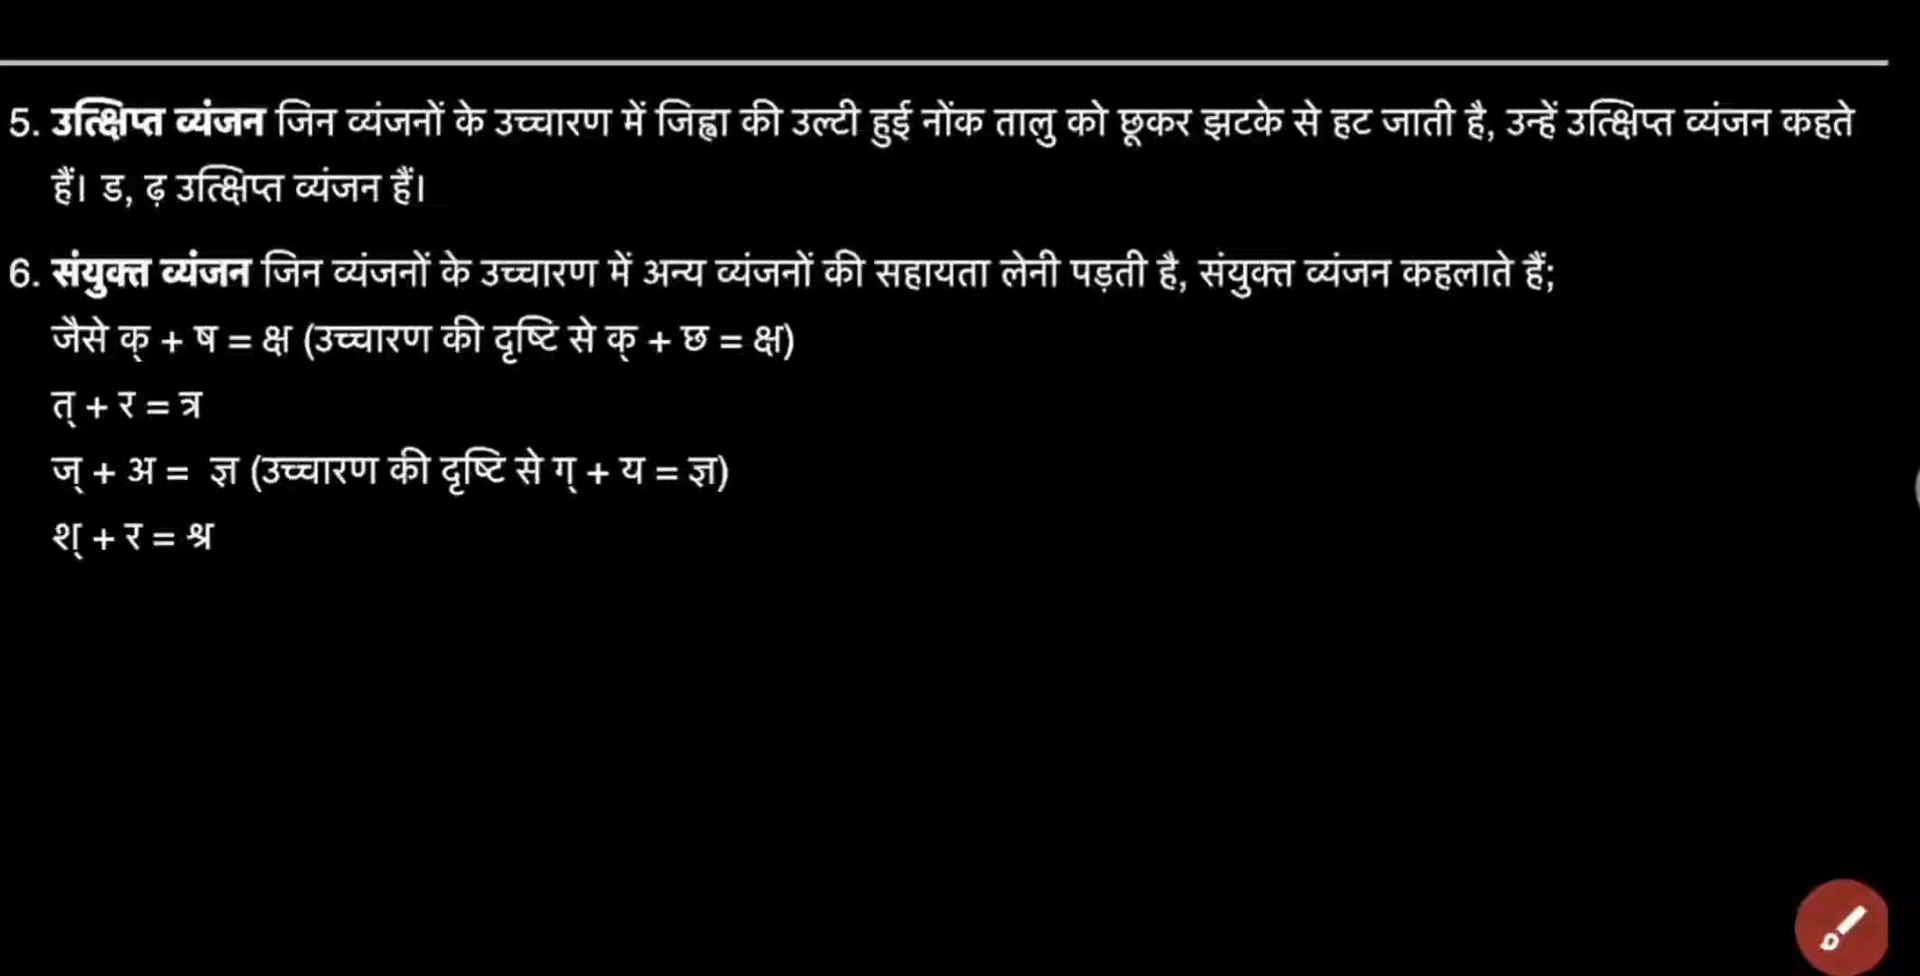 5. उत्क्षिप्त व्यंजन जिन व्यंजनों के उच्चारण में जिह्वा की उल्टी हुई नोंक तालु को छूकर झटके से हट जाती है, उन्हें उत्क्षिप्त व्यंजन कहते
हैं। ड, ढ़ उत्क्षिप्त व्यंजन हैं।
6. संयुक्त व्यंजन जिन व्यंजनों के उच्चारण में अन्य व्यंजनों की सहायता लेनी पड़ती है, संयुक्त व्यंजन कहलाते हैं;
जैसे क् + ष = क्ष (उच्चारण की दृष्टि से क् + छ = क्ष)
त् + र = त्र
ज् + अ = ज्ञ (उच्चारण की दृष्टि से ग् + य = ज्ञ)
श् + र = श्र